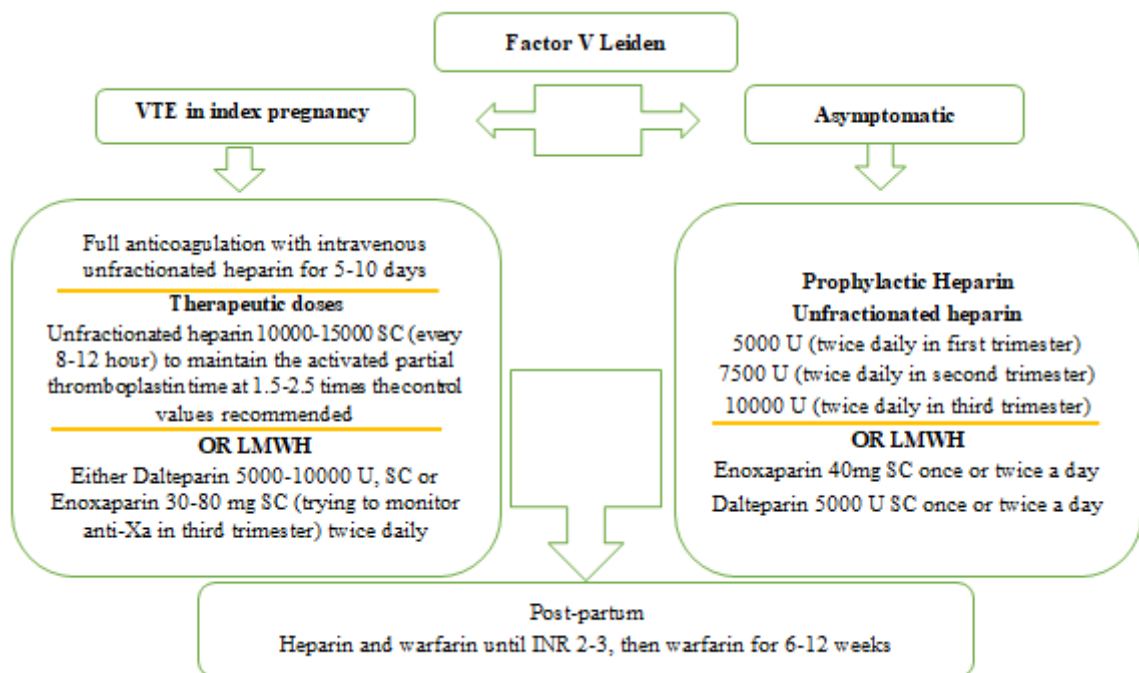 Factor V Leiden
VTE in index pregnancy
Asymptomatic
Full anticoagulation with intravenous
unfractionated heparin for 5-10 days
Therapeutic doses
Unfractionated heparin 10000-15000 SC (every
8-12 hour) to maintain the activated partial
thromboplastin time at 1.5-2.5 times the control
values recommended
OR LMWH
Either Dalteparin 5000-10000 U, SC or
Enoxaparin 30-80 mg SC (trying to monitor
anti-Xa in third trimester) twice daily
Prophylactic Heparin
Unfractionated heparin
5000 U (twice daily in first trimester)
7500 U (twice daily in second trimester)
10000 U (twice daily in third trimester)
OR LMWH
Enoxaparin 40mg SC once or twice a day
Dalteparin 5000 U SC once or twice a day
Post-partum
Heparin and warfarin until INR 2-3, then warfarin for 6-12 weeks